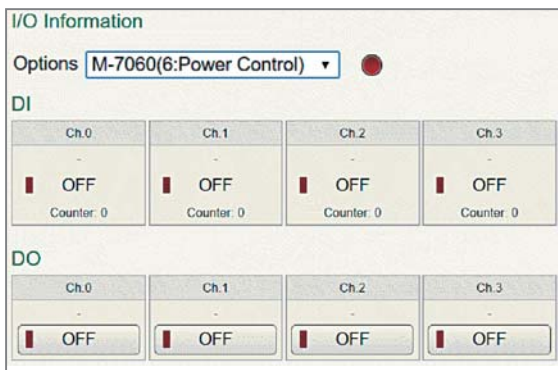 I/O Information
Options M-7060(6:Power Control)
DI
Ch.0 Ch.1 Ch.2 Ch.3
- - - -
OFF OFF OFF OFF
Counter: 0 Counter: 0 Counter: 0 Counter: 0
DO
Ch.0 Ch.1 Ch.2 Ch.3
- - - -
OFF OFF OFF OFF